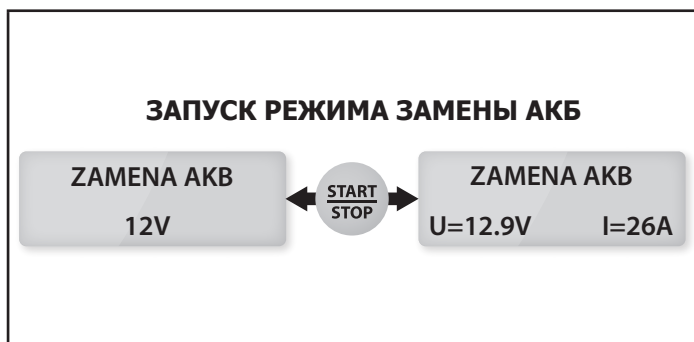 ЗАПУСК РЕЖИМА ЗАМЕНЫ АКБ
ZAMENA AKB
12V
START
STOP
ZAMENA AKB
U=12.9V I=26A